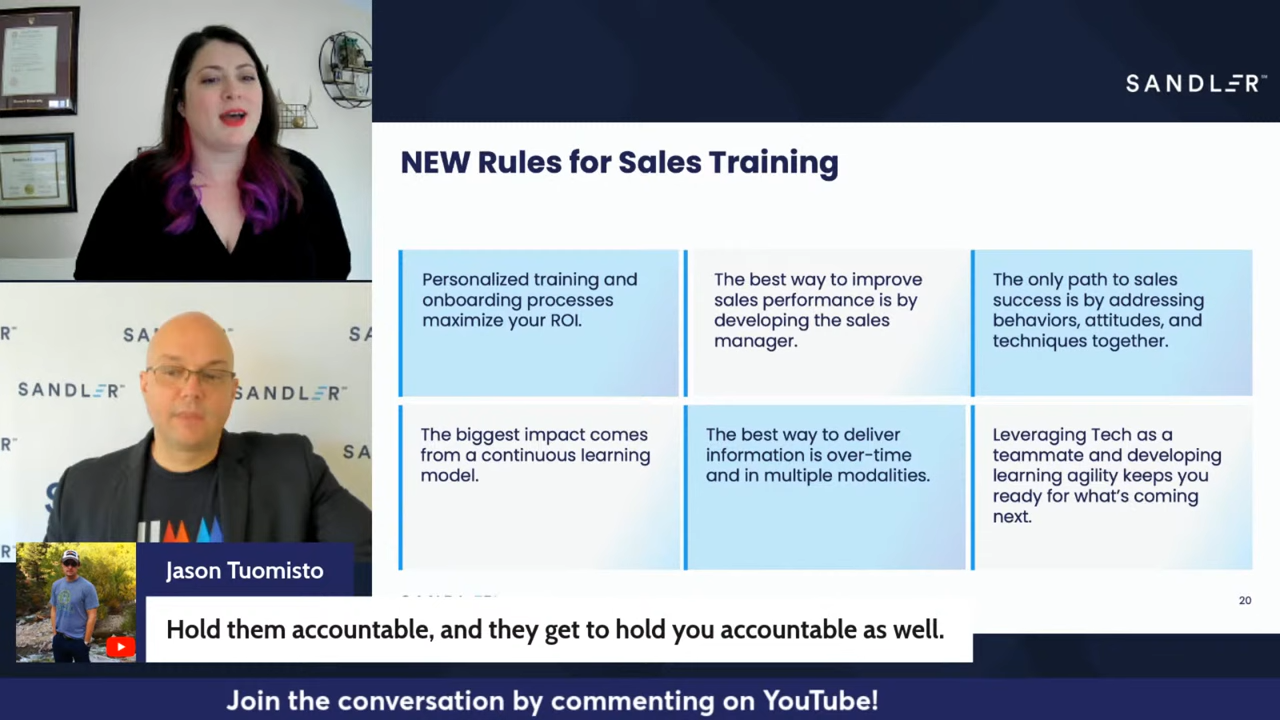 SANDLER
NEW Rules for Sales Training
Personalized training and
onboarding processes
maximize your ROI.
The best way to improve
sales performance is by
developing the sales
manager.
The only path to sales
success is by addressing
behaviors, attitudes, and
techniques together.
The biggest impact comes
from a continuous learning
model.
The best way to deliver
information is over-time
and in multiple modalities.
Leveraging Tech as a
teammate and developing
learning agility keeps you
ready for what's coming
next.
20
SANDLER™
SANDLER™
Jason Tuomisto
Hold them accountable, and they get to hold you accountable as well.
Join the conversation by commenting on YouTube!